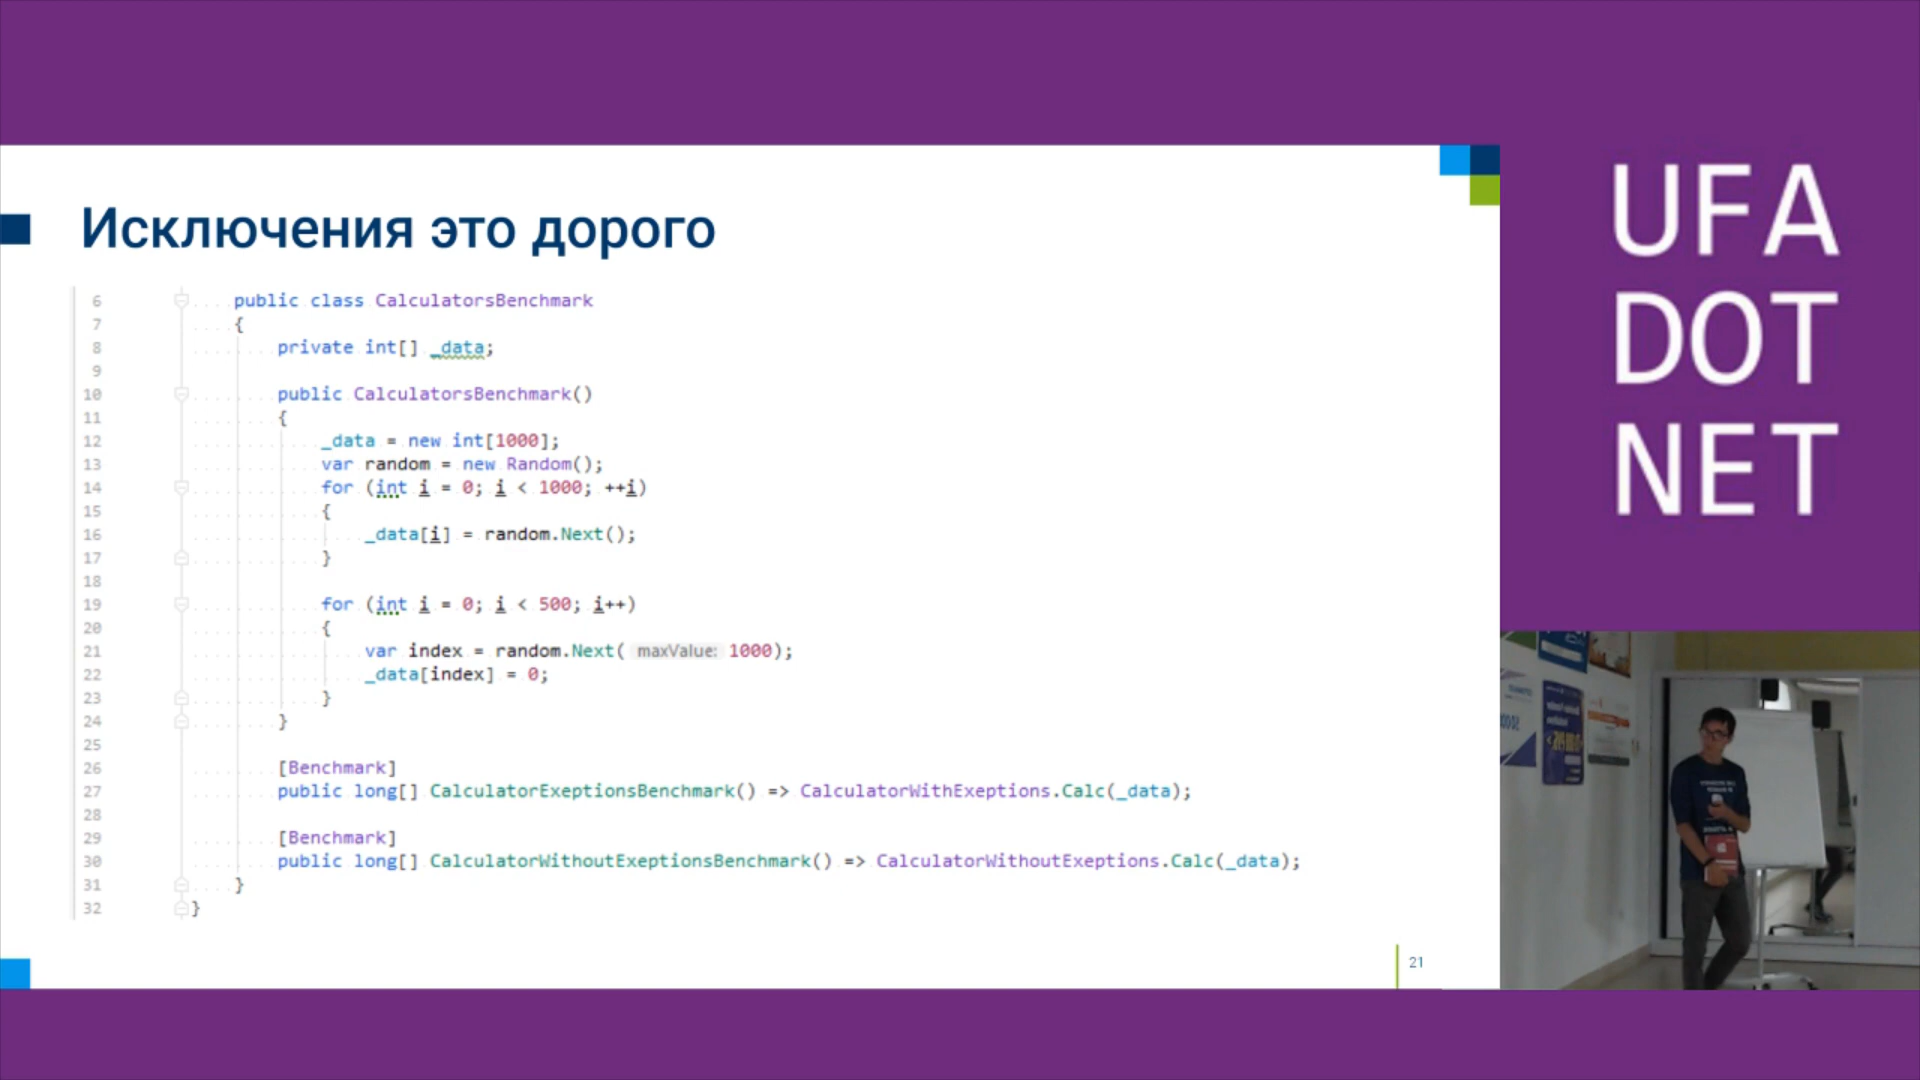 Исключения это дорого
6 public class CalculatorsBenchmark
7 {
8 private int[] _data;
9
10 public CalculatorsBenchmark()
11 {
12 _data = new int[1000];
13 var random = new Random();
14 for (int i = 0; i < 1000; ++i)
15 {
16 _data[i] = random.Next();
17 }
18
19 for (int i = 0; i < 500; i++)
20 {
21 var index = random.Next( maxValue: 1000);
22 _data[index] = 0;
23 }
24 }
25
26 [Benchmark]
27 public long[] CalculatorExeptionsBenchmark() => CalculatorWithExeptions.Calc(_data);
28
29 [Benchmark]
30 public long[] CalculatorWithoutExeptionsBenchmark() => CalculatorWithoutExeptions.Calc(_data);
31 }
32 }
21
UFA
DOT
NET